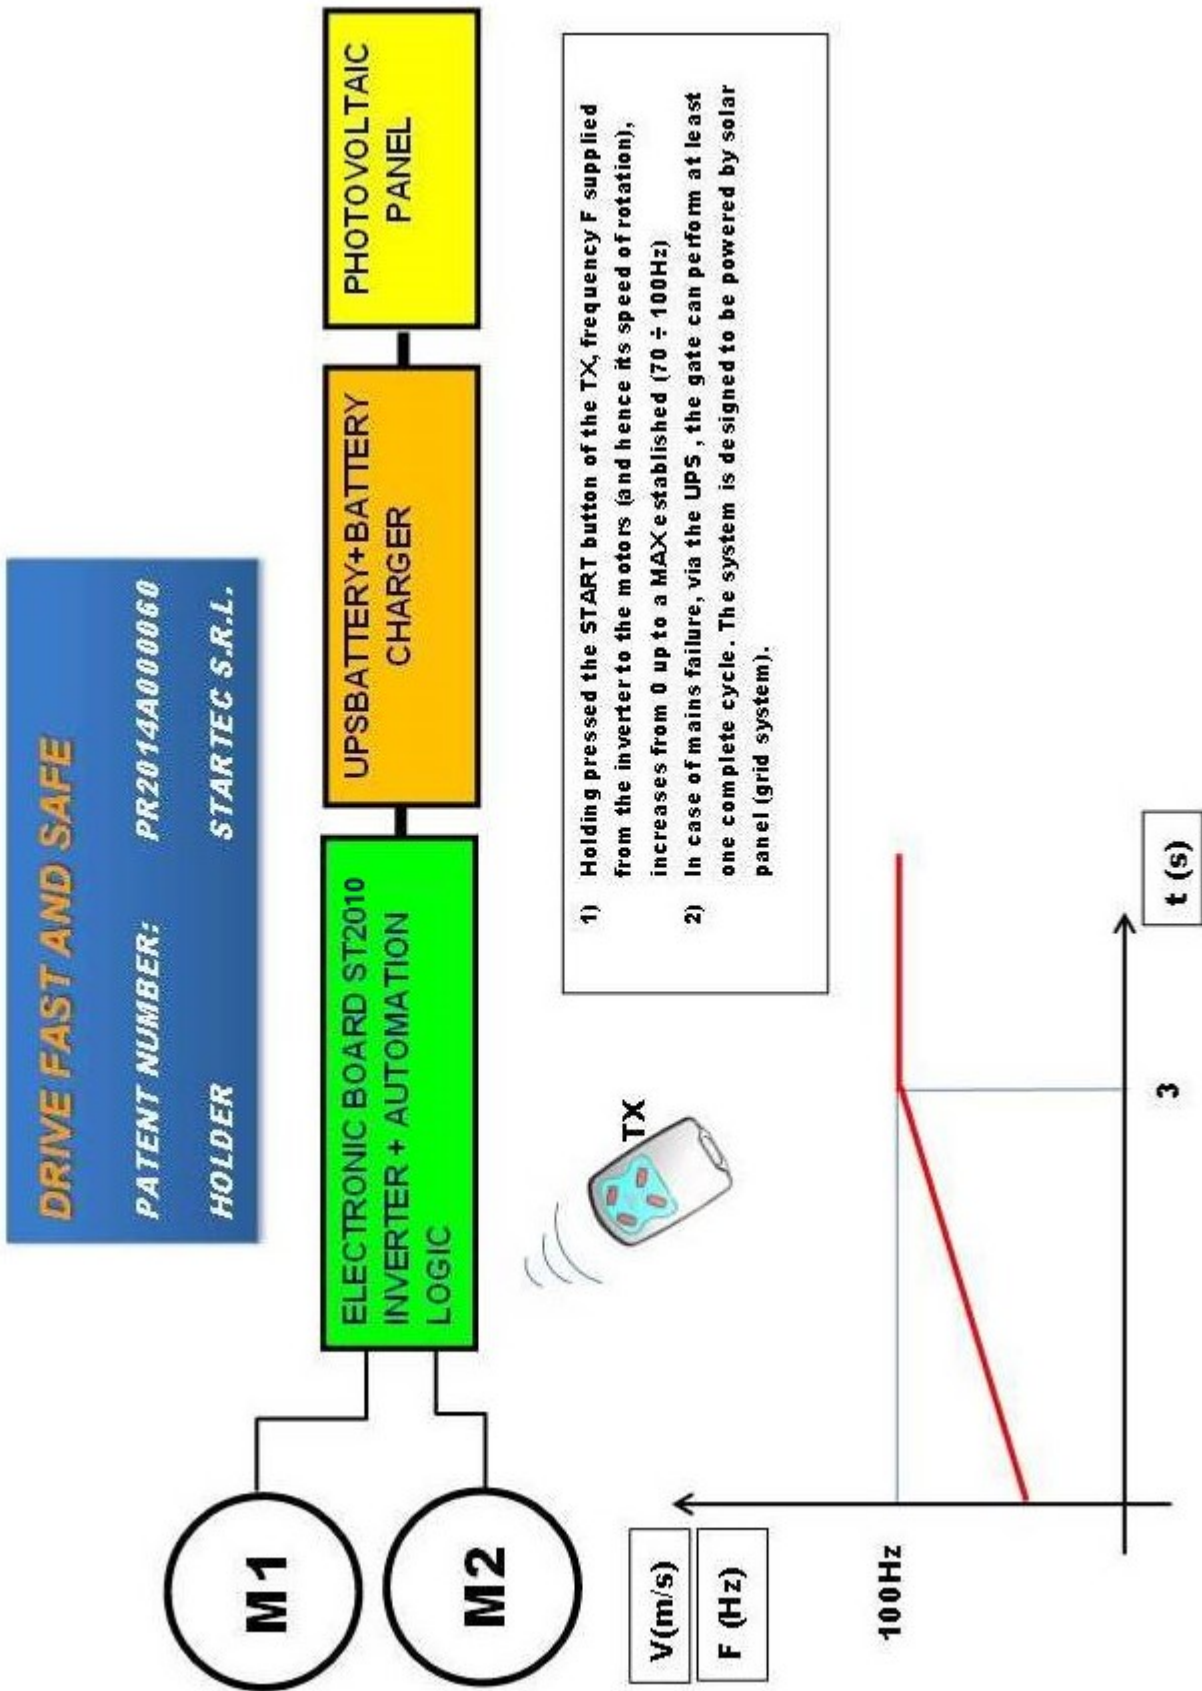 DRIVE FAST AND SAFE
PATENT NUMBER: PR2014A000060
HOLDER STARTEC S.R.L.
M1
M2
ELECTRONIC BOARD ST2010
INVERTER + AUTOMATION
LOGIC
UPSBATTERY+BATTERY
CHARGER
PHOTOVOLTAIC
PANEL
TX
1) Holding pressed the START button of the TX, frequency F supplied
from the inverter to the motors (and hence its speed of rotation),
increases from 0 up to a MAX established (70 ÷ 100Hz)
2) In case of mains failure, via the UPS , the gate can perform at least
one complete cycle. The system is designed to be powered by solar
panel (grid system).
V(m/s)
F (Hz)
100Hz
3
t (s)